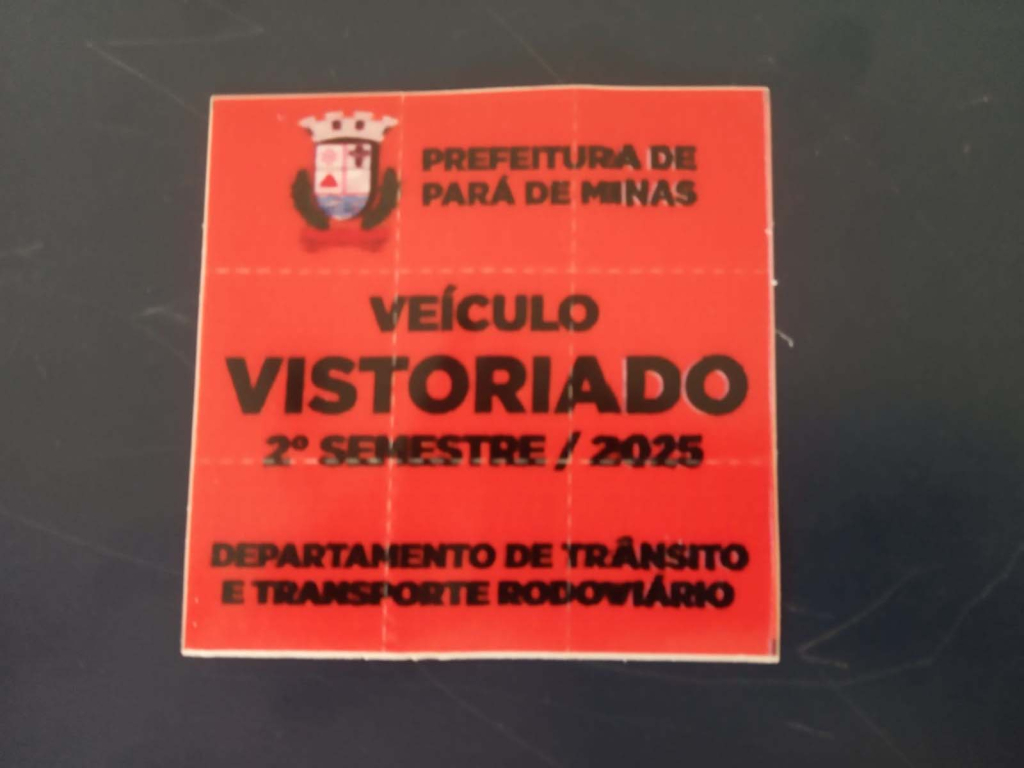 PREFEITURA DE
PARÁ DE MINAS
VEÍCULO
VISTORIADO
2º SEMESTRE / 2025
DEPARTAMENTO DE TRÂNSITO
E TRANSPORTE RODOVIÁRIO